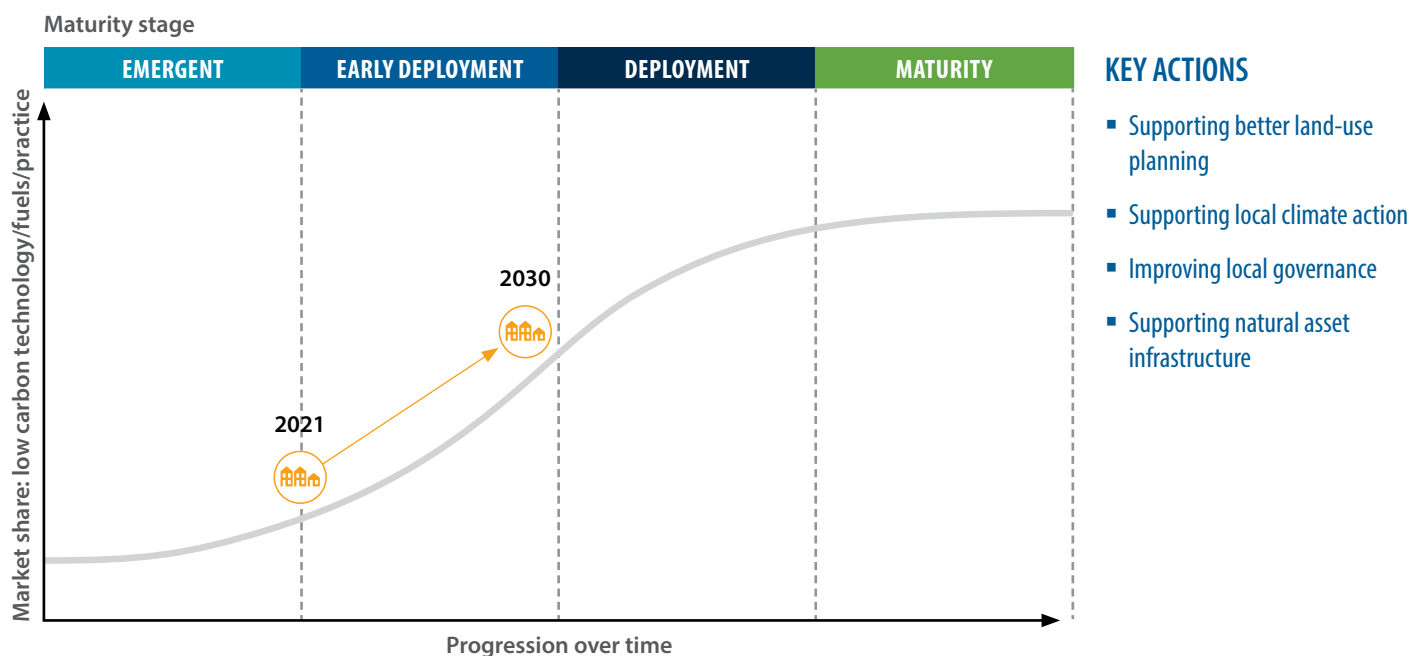 Maturity stage
EMERGENT
EARLY DEPLOYMENT
DEPLOYMENT
MATURITY
Market share: low carbon technology/fuels/practice
2030
2021
Progression over time
KEY ACTIONS
▪ Supporting better land-use
planning
▪ Supporting local climate action
▪ Improving local governance
▪ Supporting natural asset
infrastructure